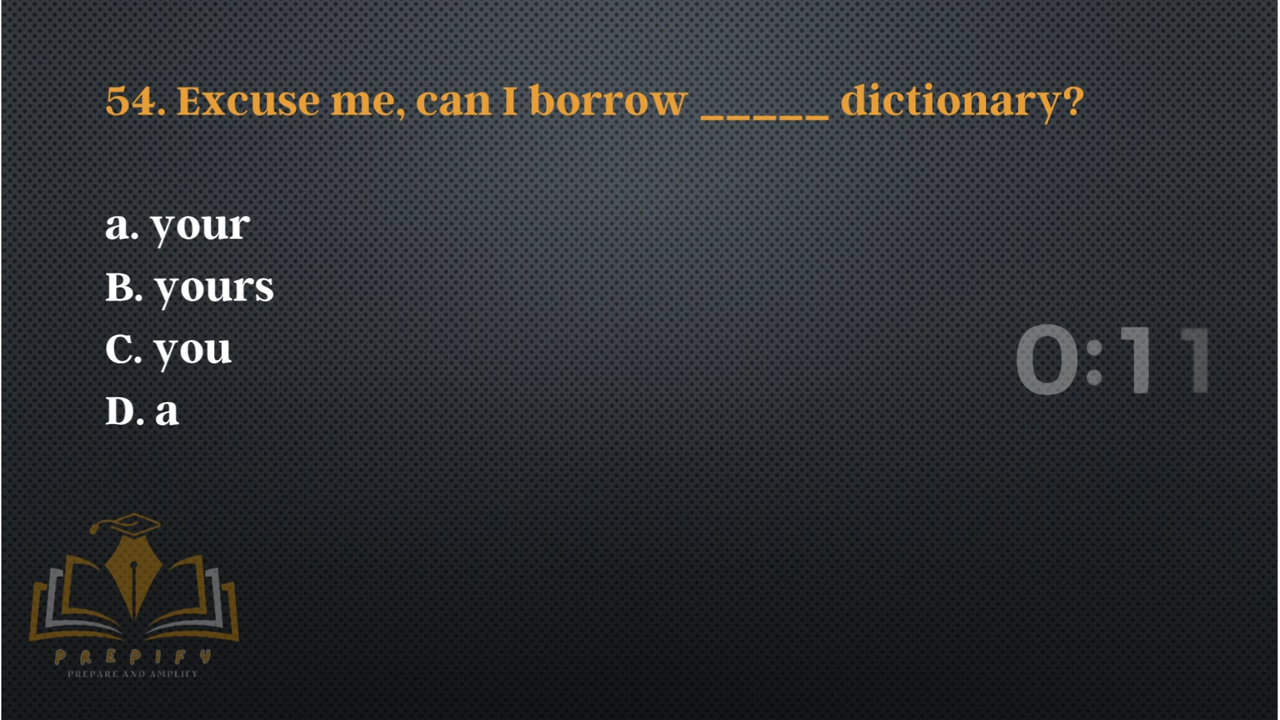 54. Excuse me, can I borrow _____ dictionary?
a. your
B. yours
C. you
D. a
0:11
PREPIFY
PREPARE AND AMPLIFY